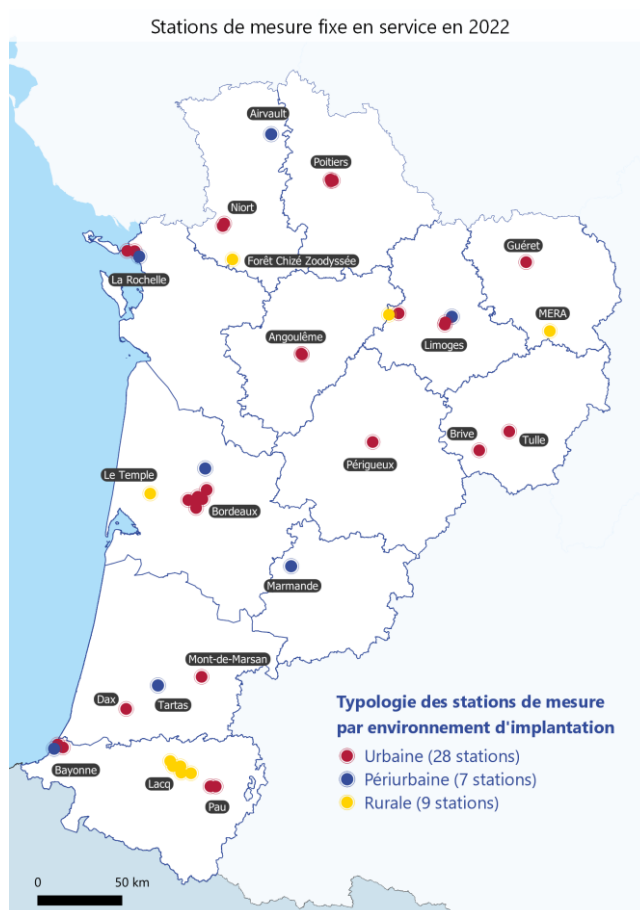 Stations de mesure fixe en service en 2022
Airvault
Poitiers
Niort
Guéret
Forêt Chizé Zoodyssée
La Rochelle
MERA
Angoulême
Limoges
Brive
Tulle
Périgueux
Le Temple
Bordeaux
Marmande
Mont-de-Marsan
Dax
Tartas
Typologie des stations de mesure
par environnement d'implantation
Urbaine (28 stations)
Périurbaine (7 stations)
Rurale (9 stations)
Bayonne
Lacq
Pau
0 50 km